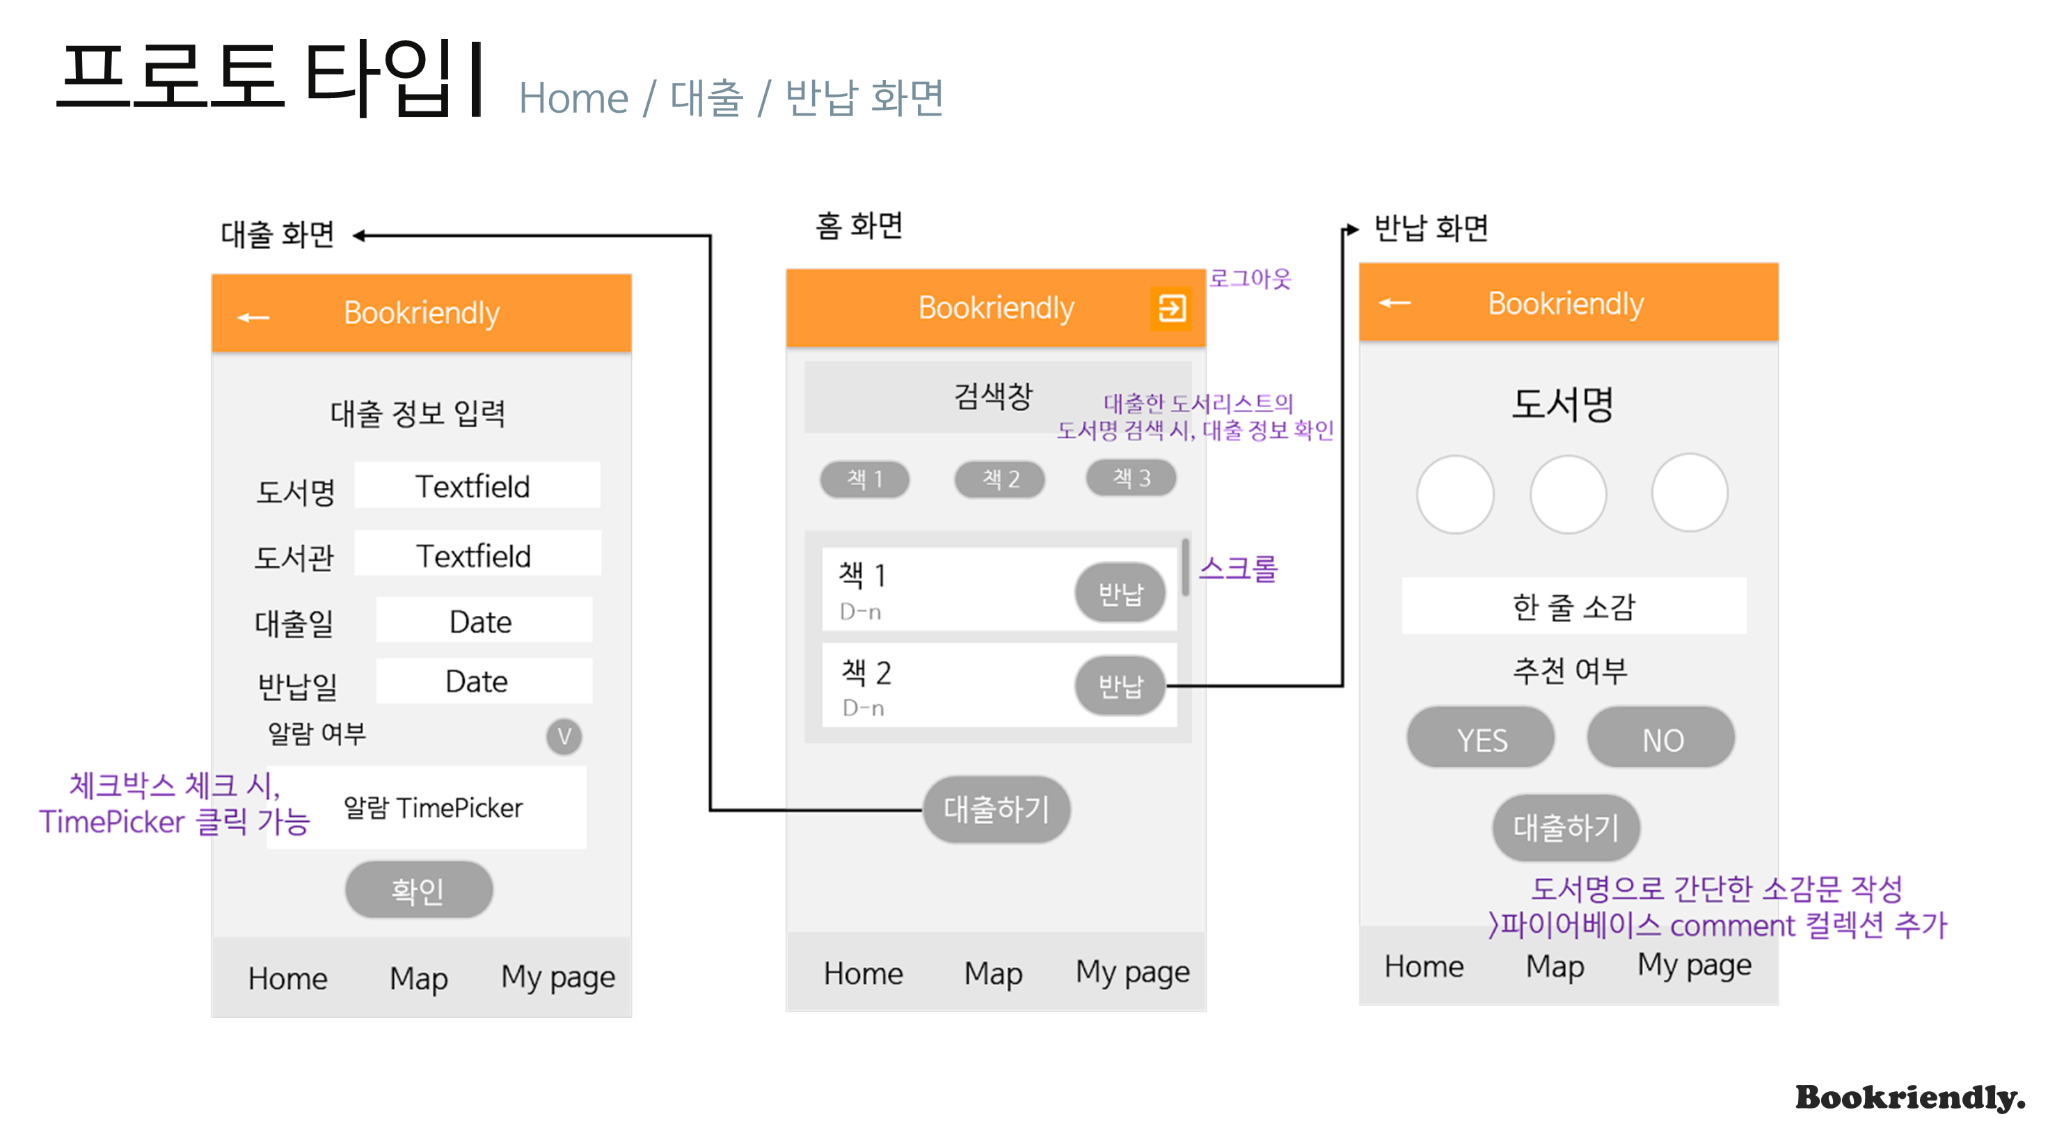 프로토 타입| Home / 대출 / 반납 화면
대출 화면
Bookriendly
대출 정보 입력
도서명 Textfield
도서관 Textfield
대출일 Date
반납일 Date
알람 여부 V
체크박스 체크 시,
TimePicker 클릭 가능
알람 TimePicker
확인
Home Map My page
홈 화면
Bookriendly
로그아웃
검색창
대출한 도서리스트의
도서명 검색 시, 대출 정보 확인
책 1 책 2 책 3
책 1
D-n
반납
스크롤
책 2
D-n
반납
대출하기
Home Map My page
반납 화면
Bookriendly
도서명
한 줄 소감
추천 여부
YES NO
대출하기
도서명으로 간단한 소감문 작성
>파이어베이스 comment 컬렉션 추가
Home Map My page
Bookriendly.